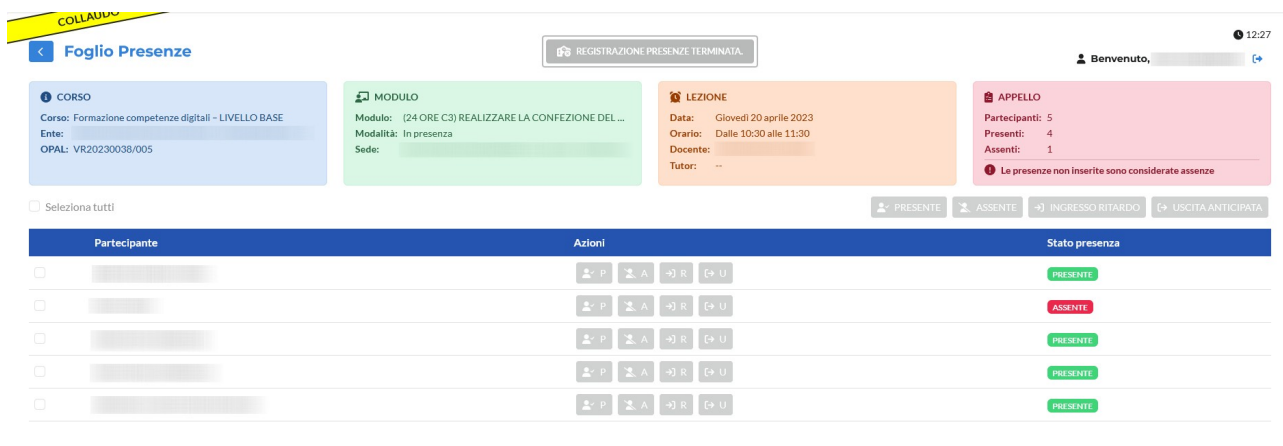 COLLAUDO
12:27
Foglio Presenze
REGISTRAZIONE PRESENZE TERMINATA.
Benvenuto,
CORSO
Corso: Formazione competenze digitali – LIVELLO BASE
Ente:
OPAL: VR20230038/005
MODULO
Modulo: (24 ORE C3) REALIZZARE LA CONFEZIONE DEL ...
Modalità: In presenza
Sede:
LEZIONE
Data: Giovedì 20 aprile 2023
Orario: Dalle 10:30 alle 11:30
Docente:
Tutor: --
APPELLO
Partecipanti: 5
Presenti: 4
Assenti: 1
Le presenze non inserite sono considerate assenze
Seleziona tutti
PRESENTE ASSENTE INGRESSO RITARDO USCITA ANTICIPATA
Partecipante Azioni Stato presenza
P A R U PRESENTE
P A R U ASSENTE
P A R U PRESENTE
P A R U PRESENTE
P A R U PRESENTE